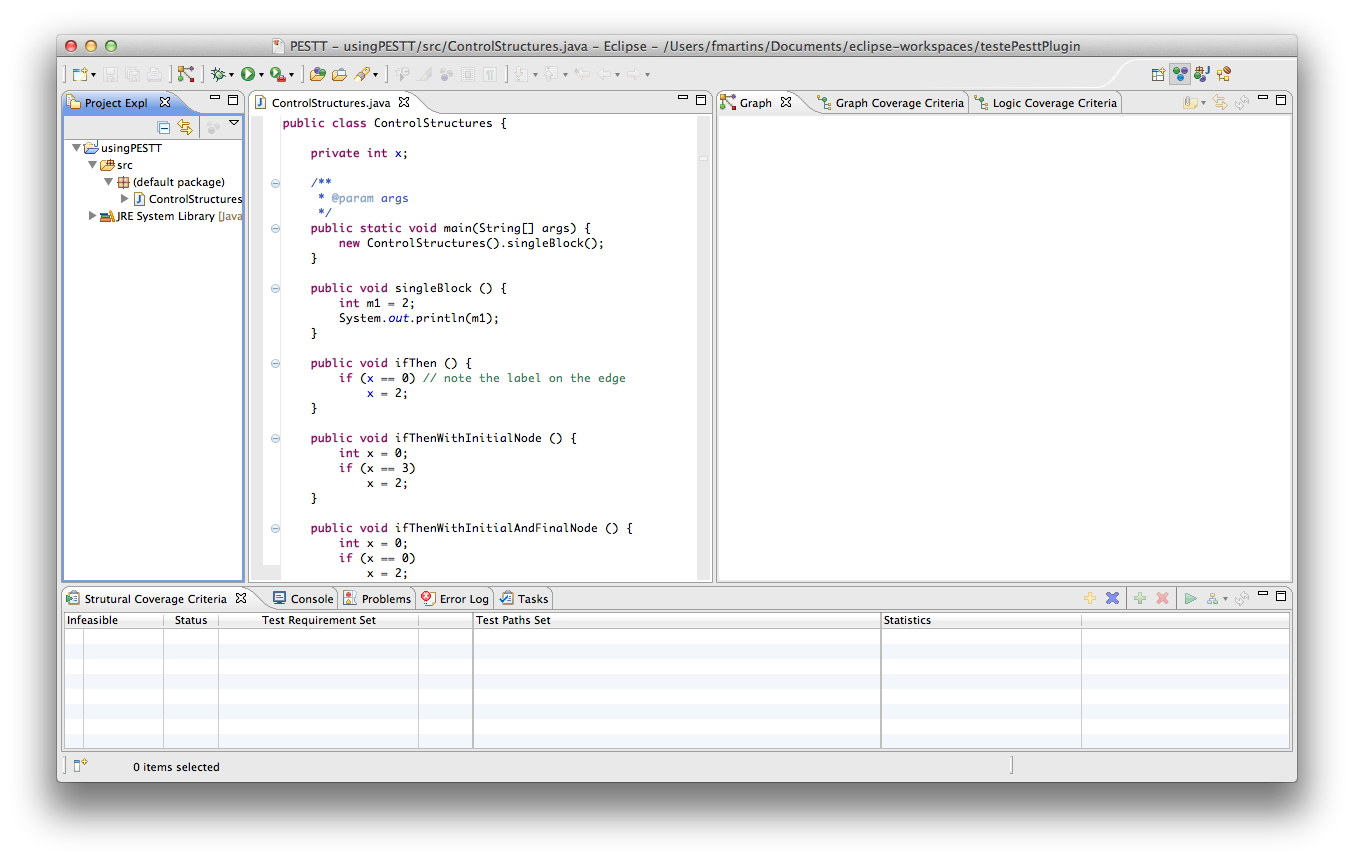 PESTT – usingPESTT/src/ControlStructures.java – Eclipse – /Users/fmartins/Documents/eclipse-workspaces/testePesttPlugin
Project Expl
usingPESTT
src
(default package)
ControlStructures
JRE System Library [Java
ControlStructures.java
public class ControlStructures {
private int x;
/**
* @param args
*/
public static void main(String[] args) {
new ControlStructures().singleBlock();
}
public void singleBlock () {
int m1 = 2;
System.out.println(m1);
}
public void ifThen () {
if (x == 0) // note the label on the edge
x = 2;
}
public void ifThenWithInitialNode () {
int x = 0;
if (x == 3)
x = 2;
}
public void ifThenWithInitialAndFinalNode () {
int x = 0;
if (x == 0)
x = 2;
Graph Graph Coverage Criteria Logic Coverage Criteria
Strutural Coverage Criteria Console Problems Error Log Tasks
Infeasible Status Test Requirement Set Test Paths Set Statistics
0 items selected